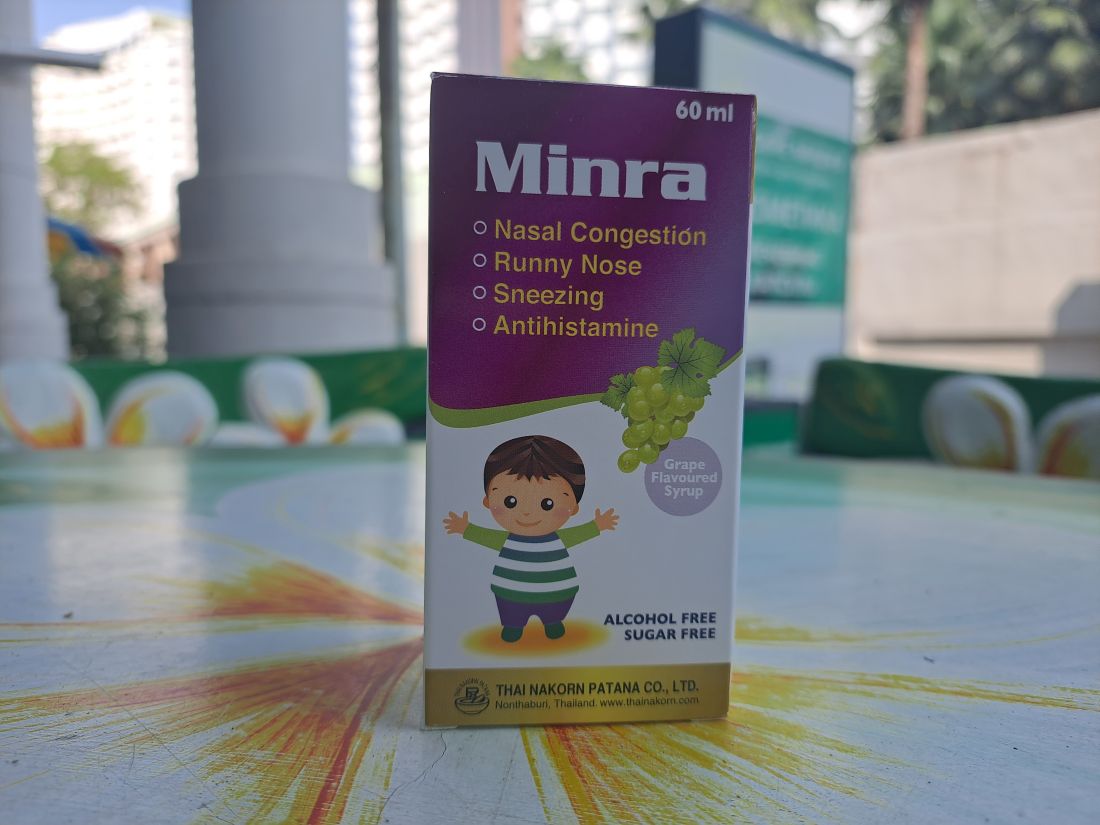 60 ml
Minra
Nasal Congestion
Runny Nose
Sneezing
Antihistamine
Grape
Flavoured
Syrup
ALCOHOL FREE
SUGAR FREE
THAI NAKORN PATANA CO., LTD.
Nonthaburi, Thailand. www.thainakorn.com